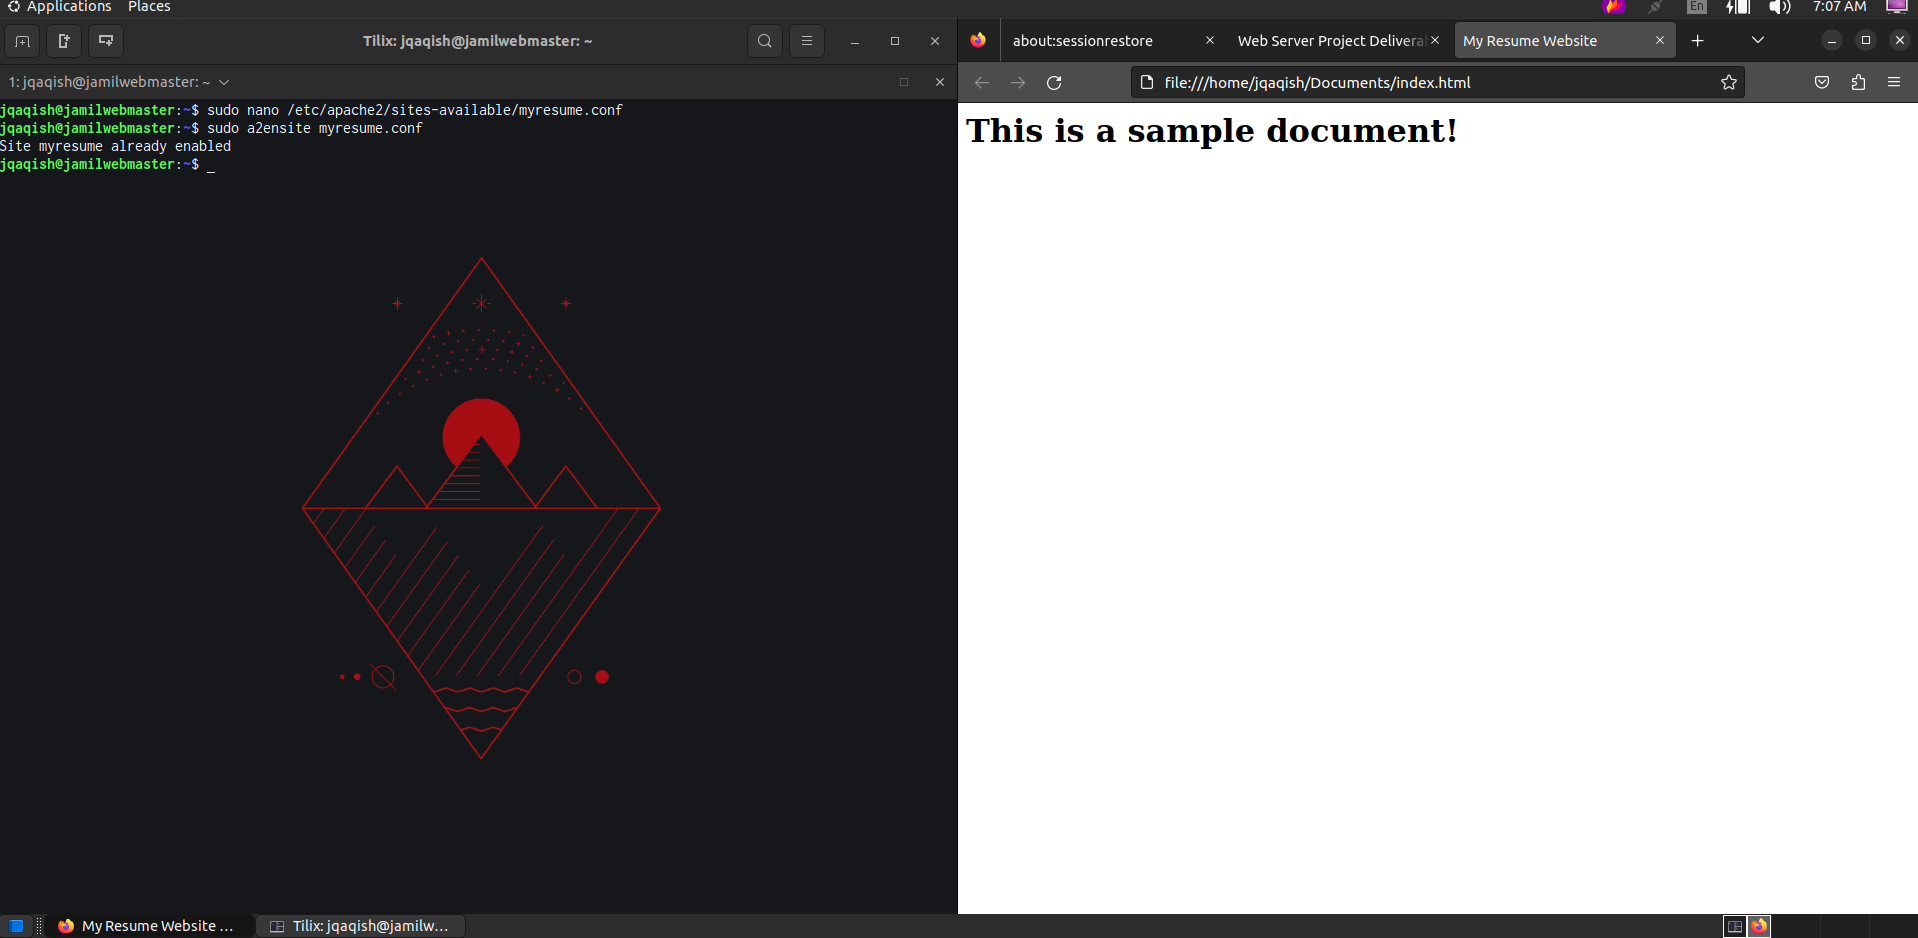 Applications Places En 7:07 AM
Tilix: jqaqish@jamilwebmaster: ~
1: jqaqish@jamilwebmaster: ~
jqaqish@jamilwebmaster:~$ sudo nano /etc/apache2/sites-available/myresume.conf
jqaqish@jamilwebmaster:~$ sudo a2ensite myresume.conf
Site myresume already enabled
jqaqish@jamilwebmaster:~$ _
about:sessionrestore Web Server Project Delivera My Resume Website
file:///home/jqaqish/Documents/index.html
This is a sample document!
My Resume Website ... Tilix: jqaqish@jamilw...